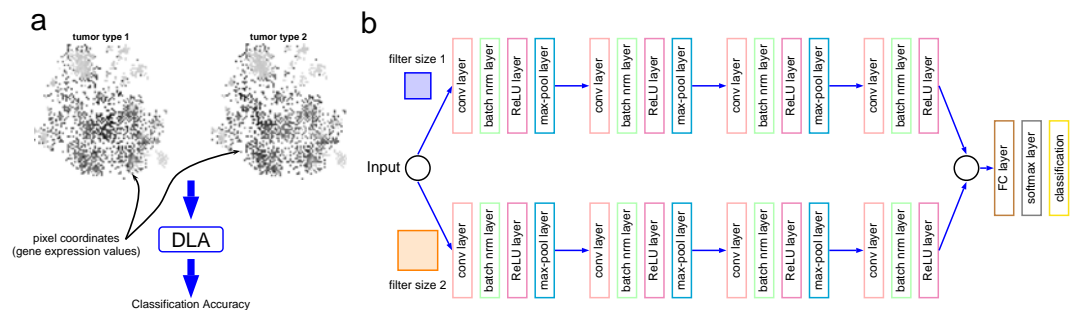 a
tumor type 1
tumor type 2
pixel coordinates
(gene expression values)
DLA
Classification Accuracy
b
filter size 1
Input
filter size 2
conv layer
batch nrm layer
ReLU layer
max-pool layer
conv layer
batch nrm layer
ReLU layer
max-pool layer
conv layer
batch nrm layer
ReLU layer
max-pool layer
conv layer
batch nrm layer
ReLU layer
conv layer
batch nrm layer
ReLU layer
max-pool layer
conv layer
batch nrm layer
ReLU layer
max-pool layer
conv layer
batch nrm layer
ReLU layer
max-pool layer
conv layer
batch nrm layer
ReLU layer
FC layer
softmax layer
classification